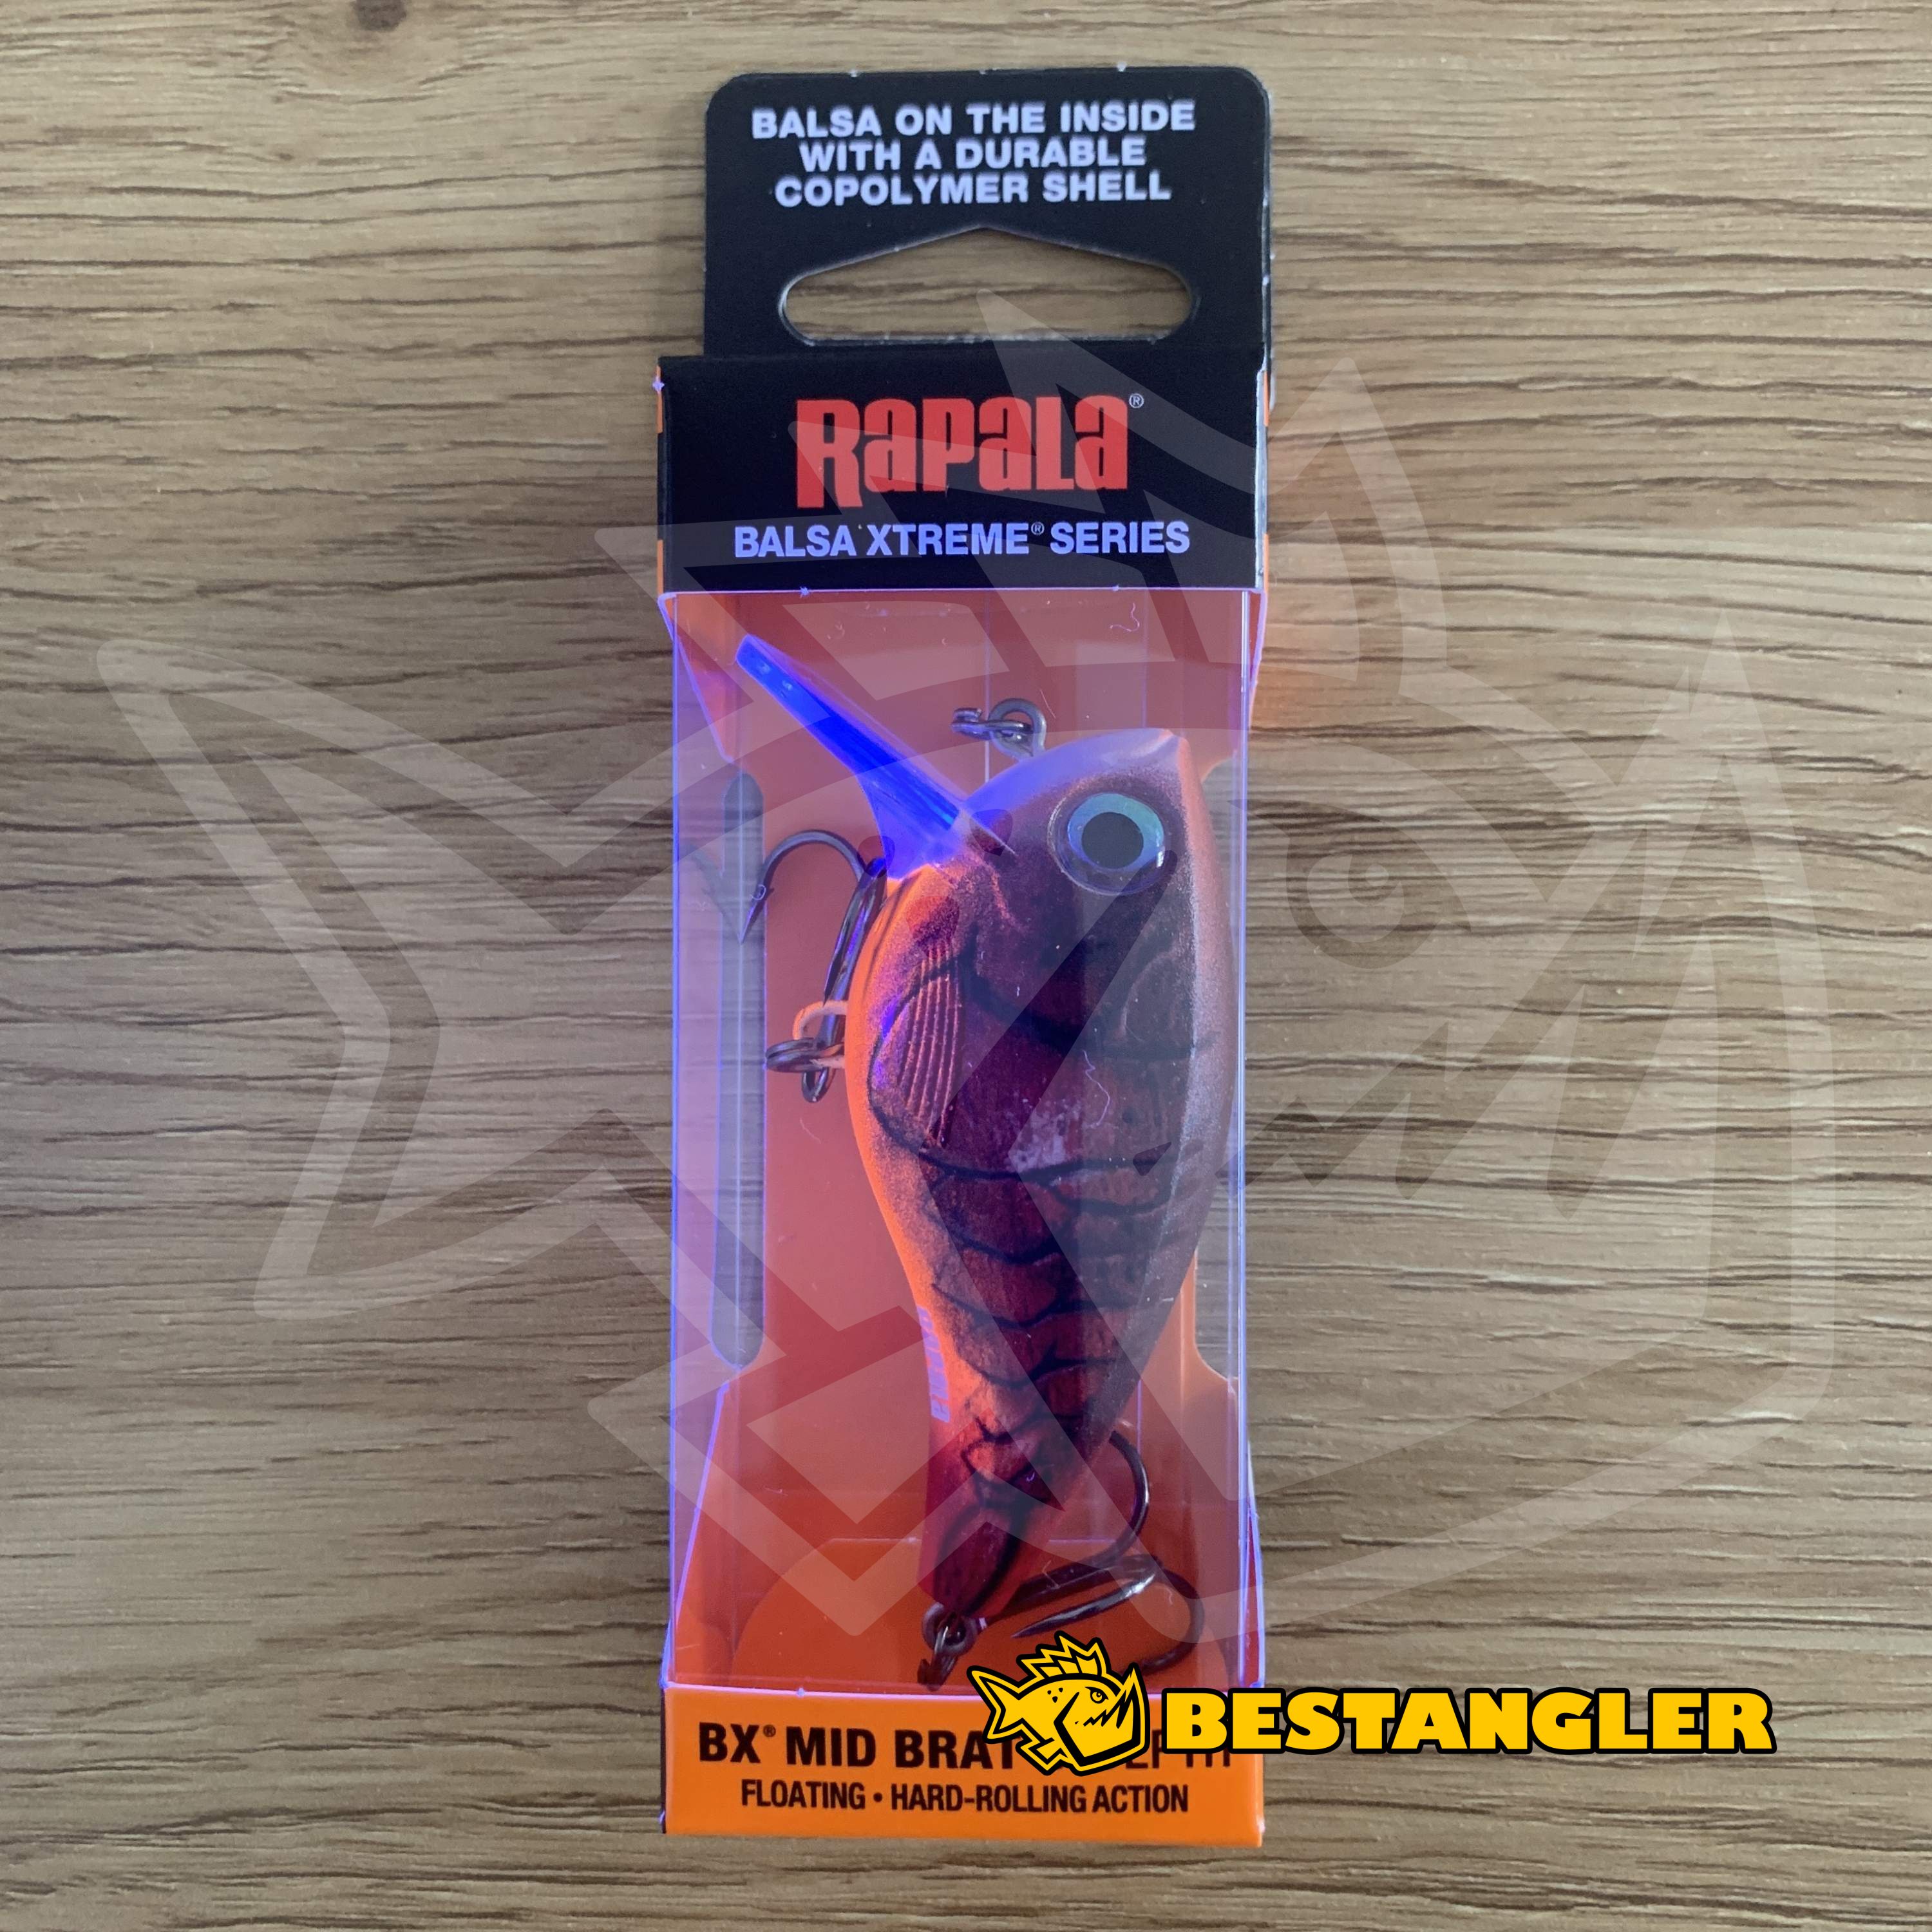 BALSA ON THE INSIDE
WITH A DURABLE
COPOLYMER SHELL
RAPALA®
BALSA XTREME® SERIES
BX® MID BRAT
FLOATING • HARD-ROLLING ACTION
BESTANGLER